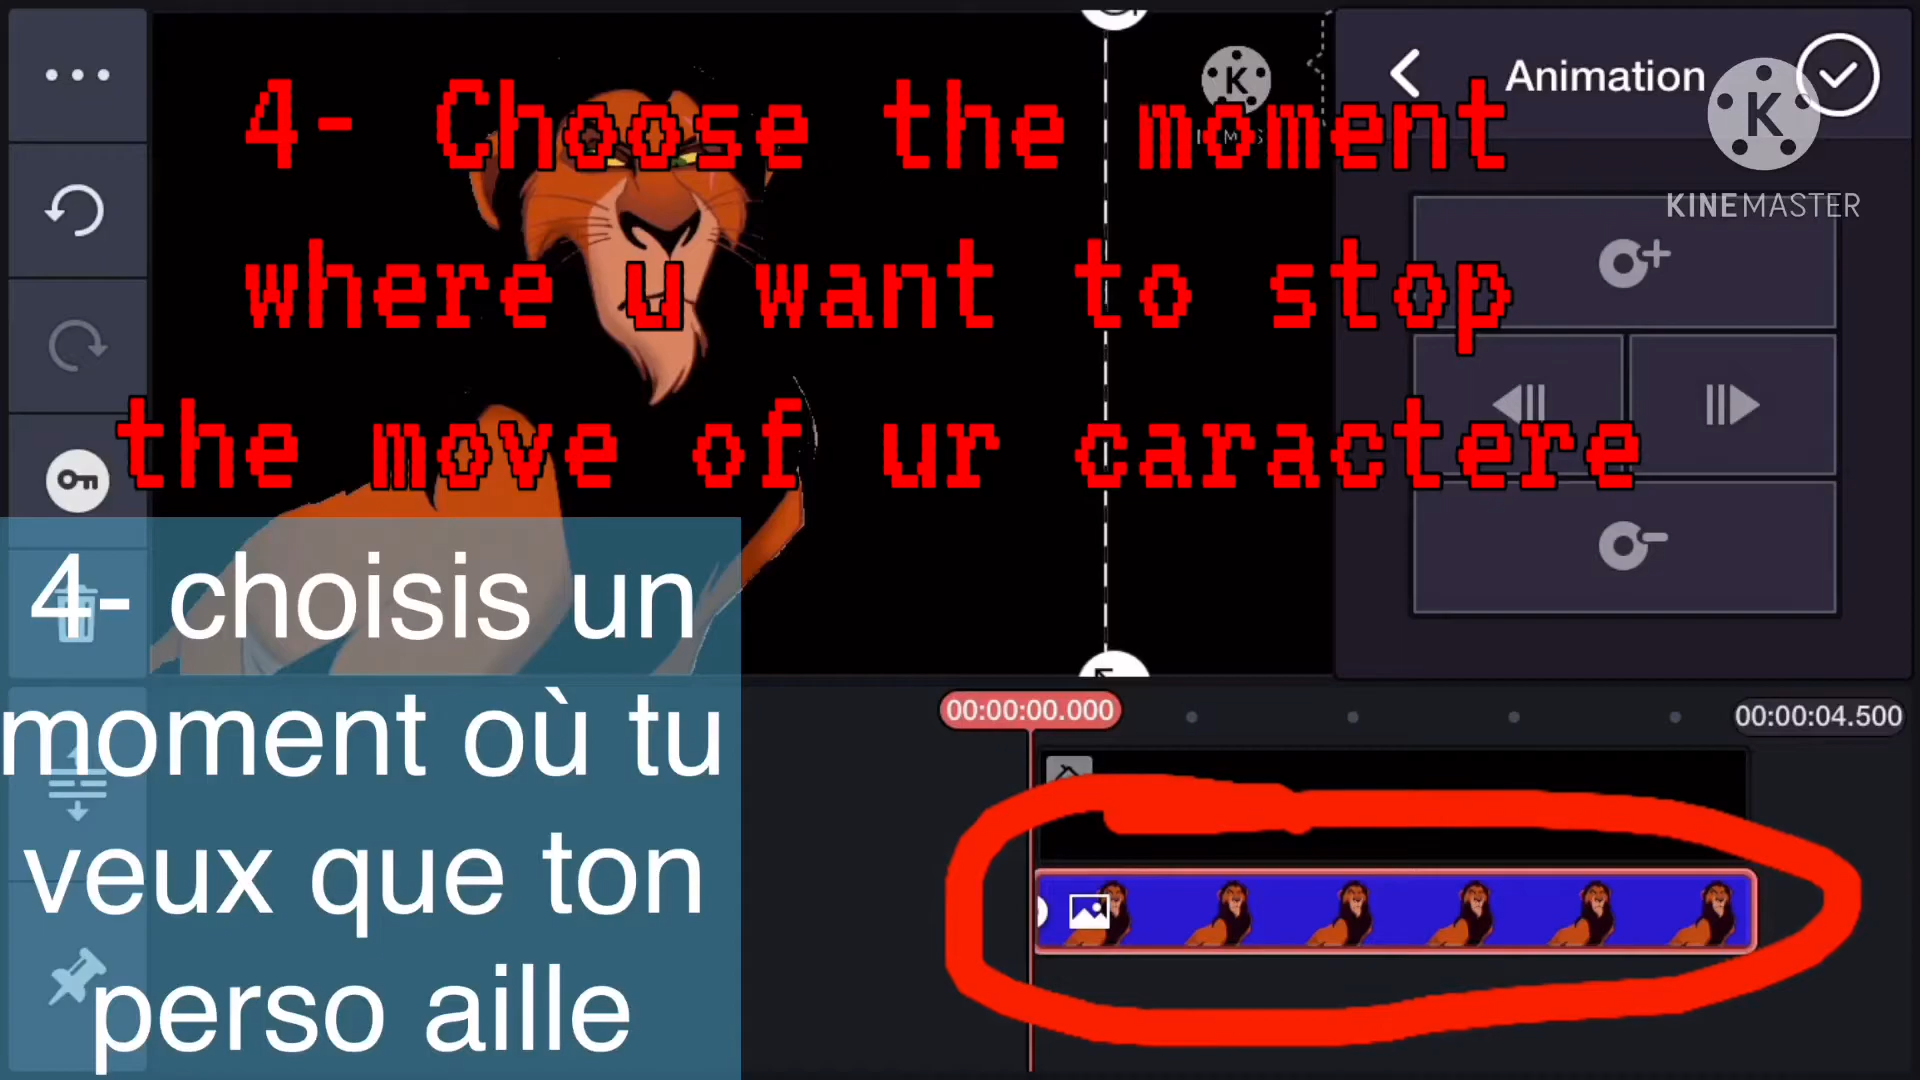 4- Choose the moment
where u want to stop
the move of ur caractere
Animation
K
KINEMASTER
K
4- choisis un
moment où tu
veux que ton
perso aille
00:00:00.000
00:00:04.500